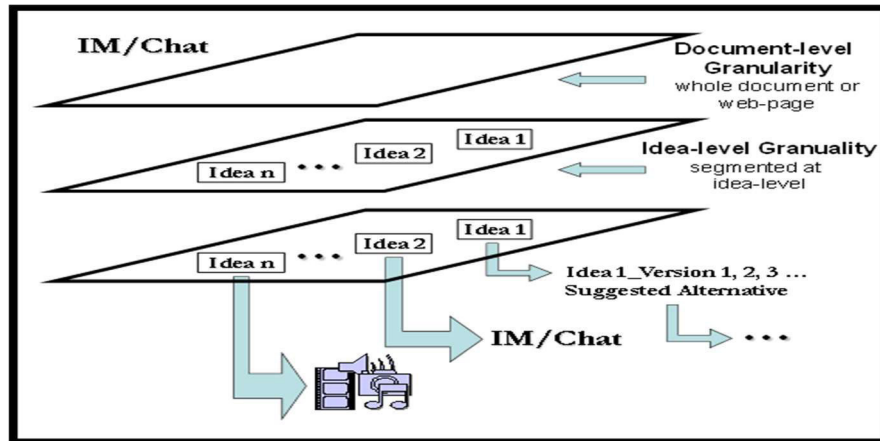 IM/Chat
Document-level
Granularity
whole document or
web-page
Idea 1
Idea 2
• • •
Idea n
Idea-level Granuality
segmented at
idea-level
Idea 1
Idea 2
• • •
Idea n
Idea 1_Version 1, 2, 3 ...
Suggested Alternative
IM/Chat
• • •